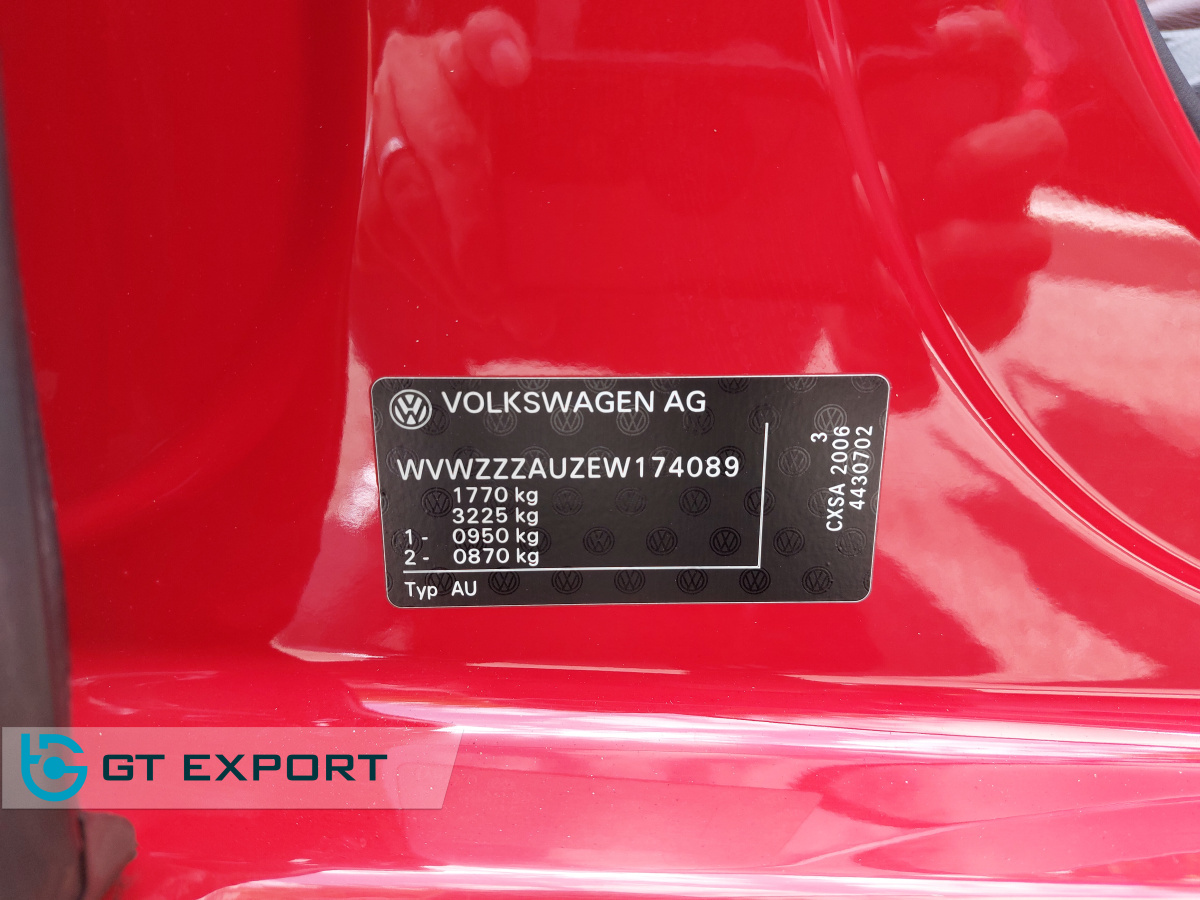 VOLKSWAGEN AG
WVWZZZAUZEW174089
1770 kg
3225 kg
1 - 0950 kg
2 - 0870 kg
Typ AU
3
CXSA 2006
4430702
GT EXPORT